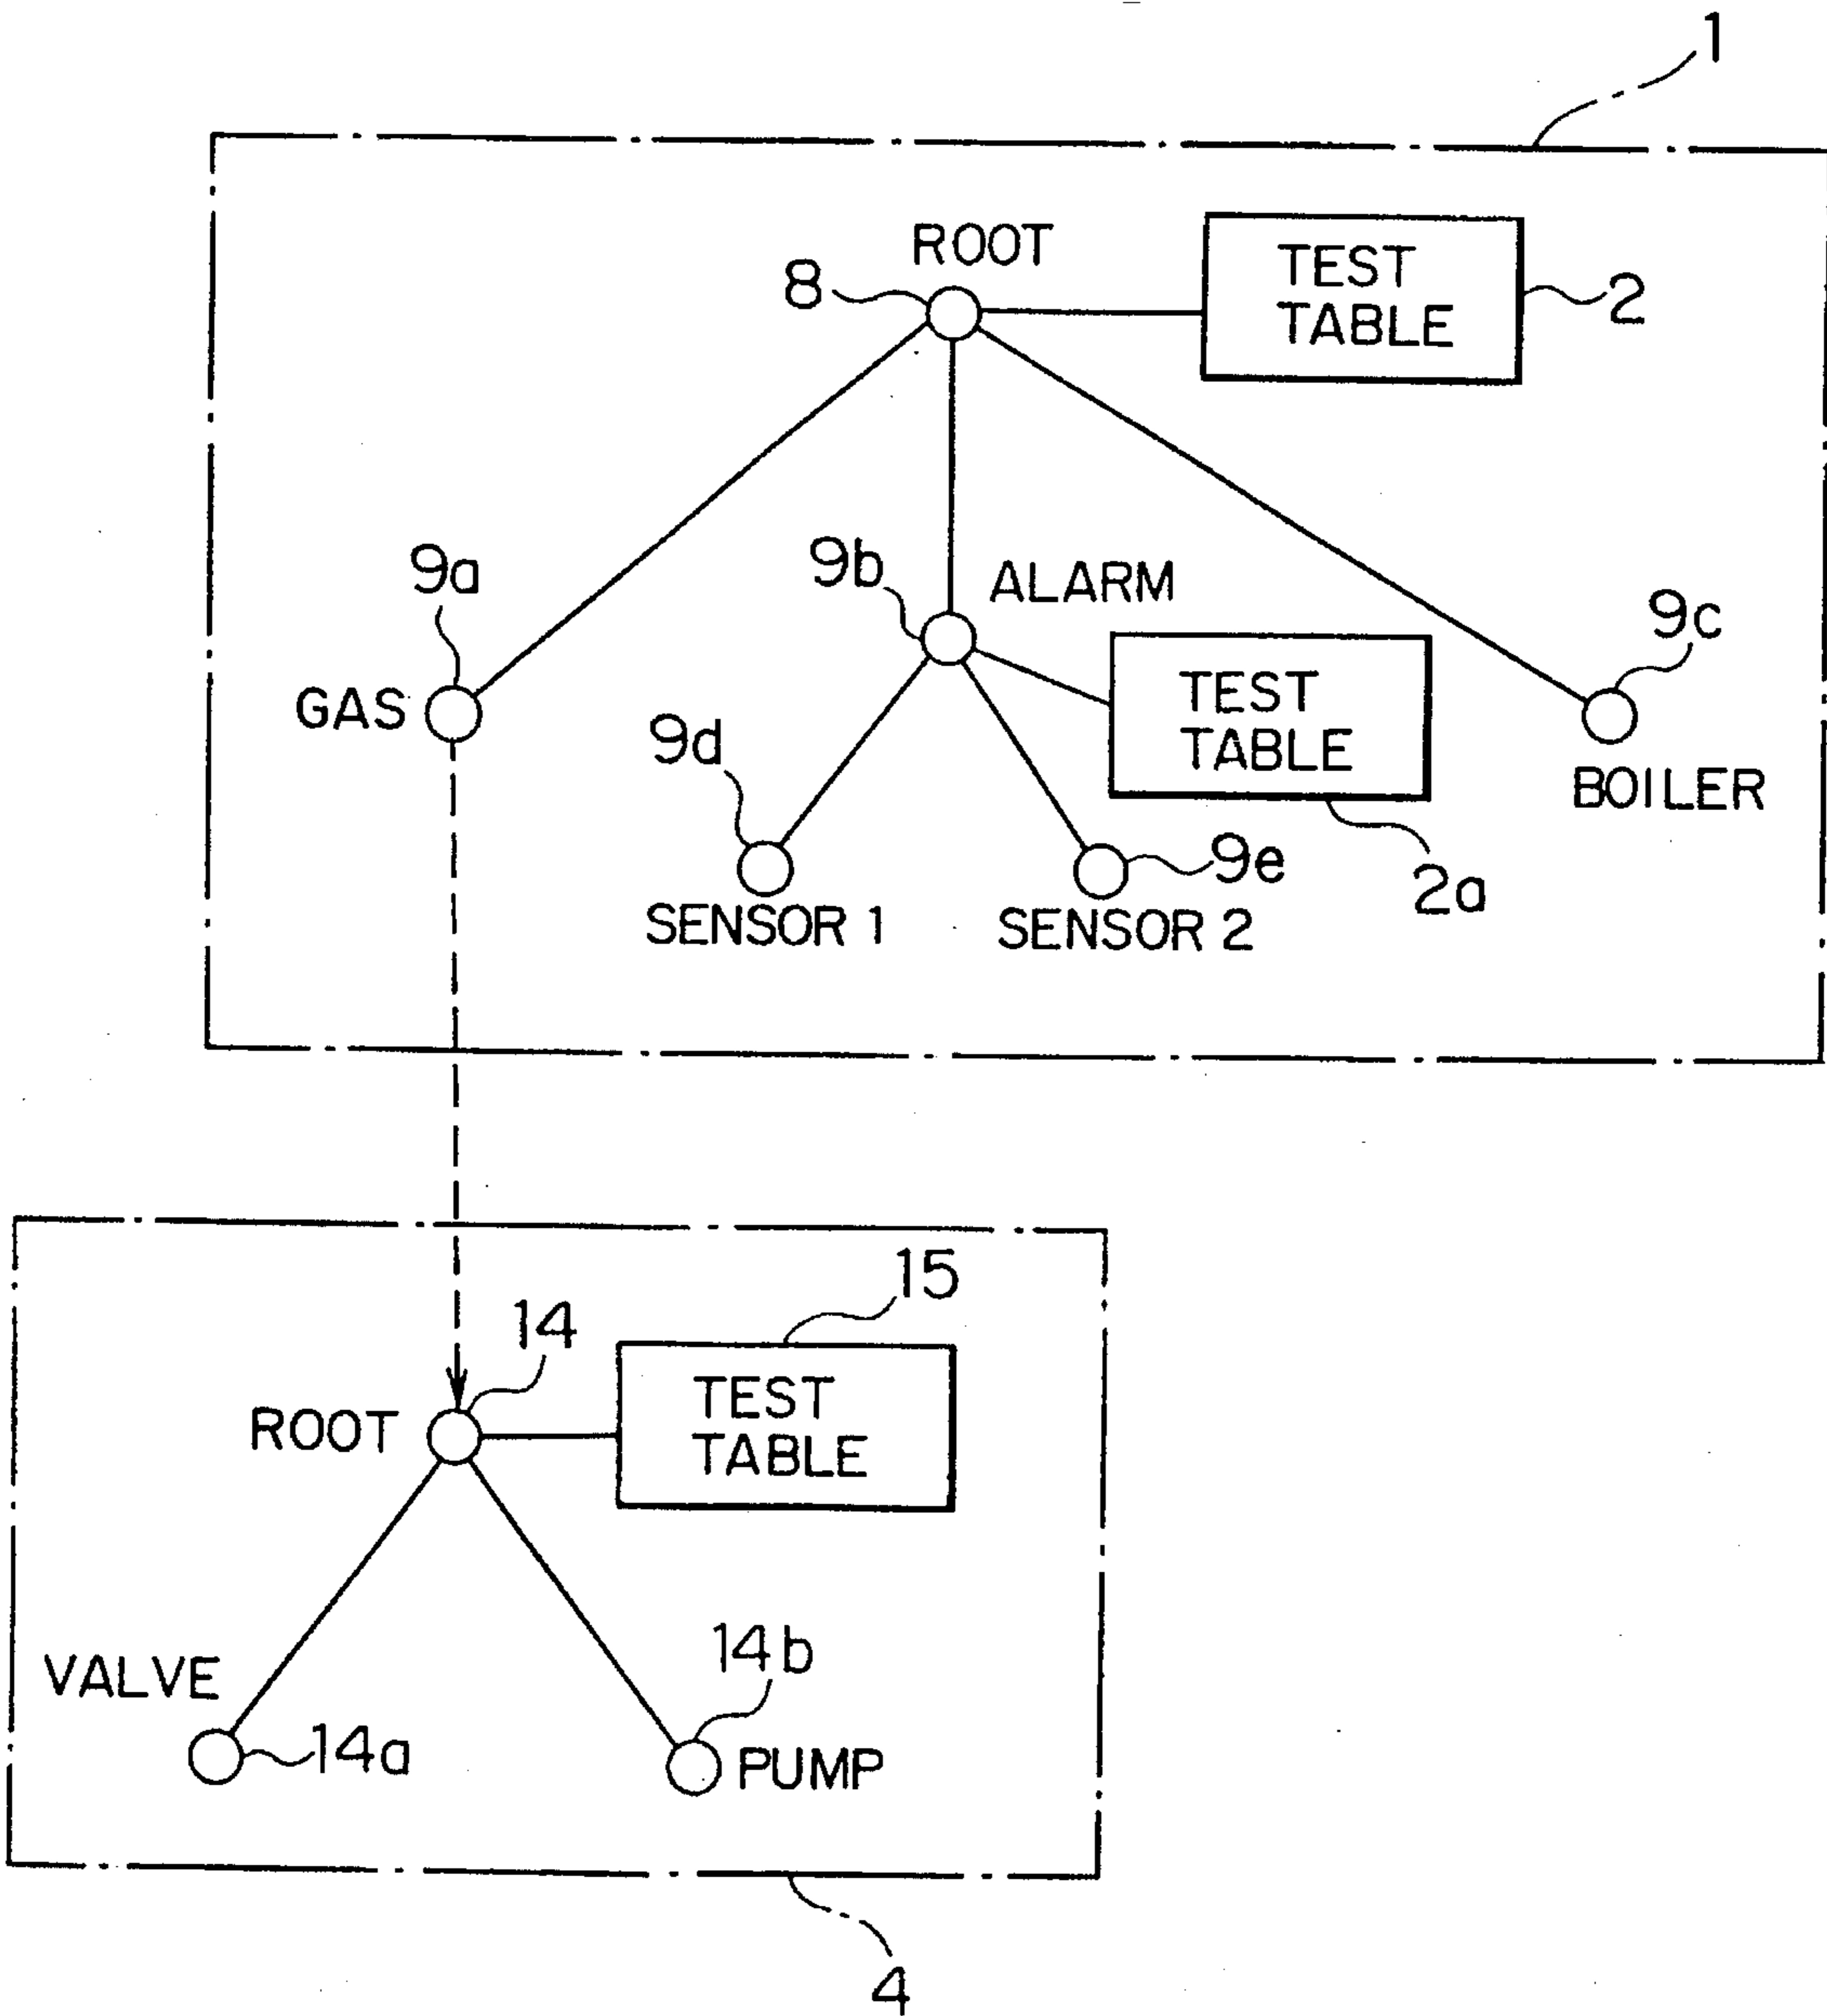 1
ROOT
8
TEST
TABLE
2
9a
9b
ALARM
9c
GAS
9d
TEST
TABLE
BOILER
9e
2a
SENSOR 1
SENSOR 2
15
14
ROOT
TEST
TABLE
VALVE
14b
14a
PUMP
4